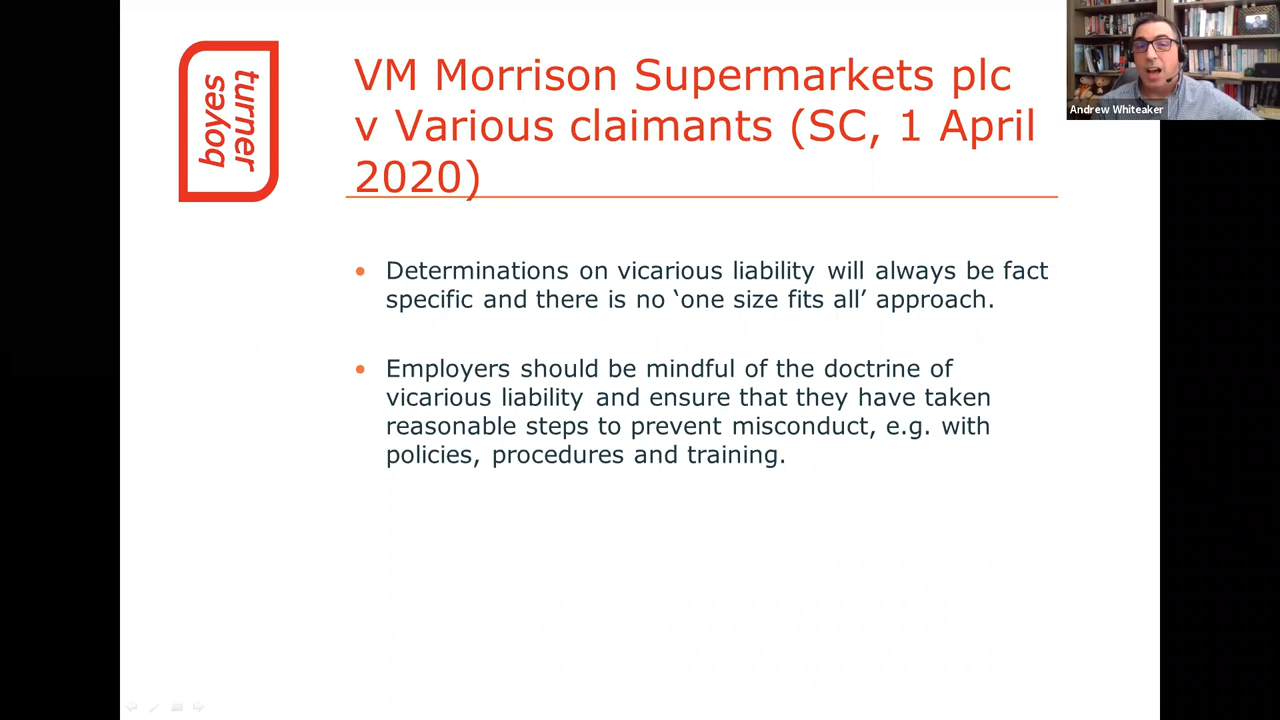 boyes
turner
VM Morrison Supermarkets plc
v Various claimants (SC, 1 April
2020)
Andrew Whiteaker
• Determinations on vicarious liability will always be fact
specific and there is no ‘one size fits all’ approach.
• Employers should be mindful of the doctrine of
vicarious liability and ensure that they have taken
reasonable steps to prevent misconduct, e.g. with
policies, procedures and training.